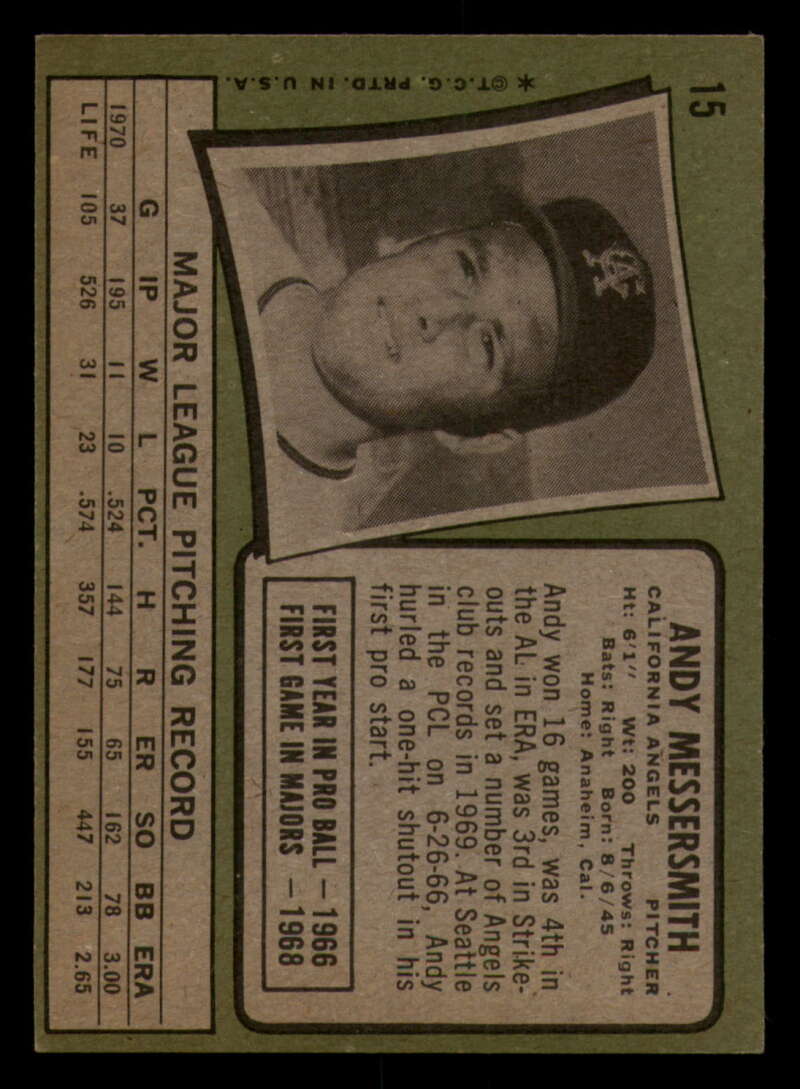 15
ANDY MESSERSMITH
CALIFORNIA ANGELS PITCHER
Ht: 6'1" Wt: 200 Throws: Right
Bats: Right Born: 8/6/45
Home: Anaheim, Cal.
Andy won 16 games, was 4th in
the AL in ERA, was 3rd in Strike-
outs and set a number of Angels
club records in 1969. At Seattle
in the PCL on 6-26-66, Andy
hurled a one-hit shutout in his
first pro start.
FIRST YEAR IN PRO BALL — 1966
FIRST GAME IN MAJORS — 1968
MAJOR LEAGUE PITCHING RECORD
G IP W L PCT. H R ER SO BB ERA
1970 37 195 11 10 .524 144 75 65 162 78 3.00
LIFE 105 526 31 23 .574 357 177 155 447 213 2.65
* ©T.C.G. PRTD. IN U.S.A.
CA